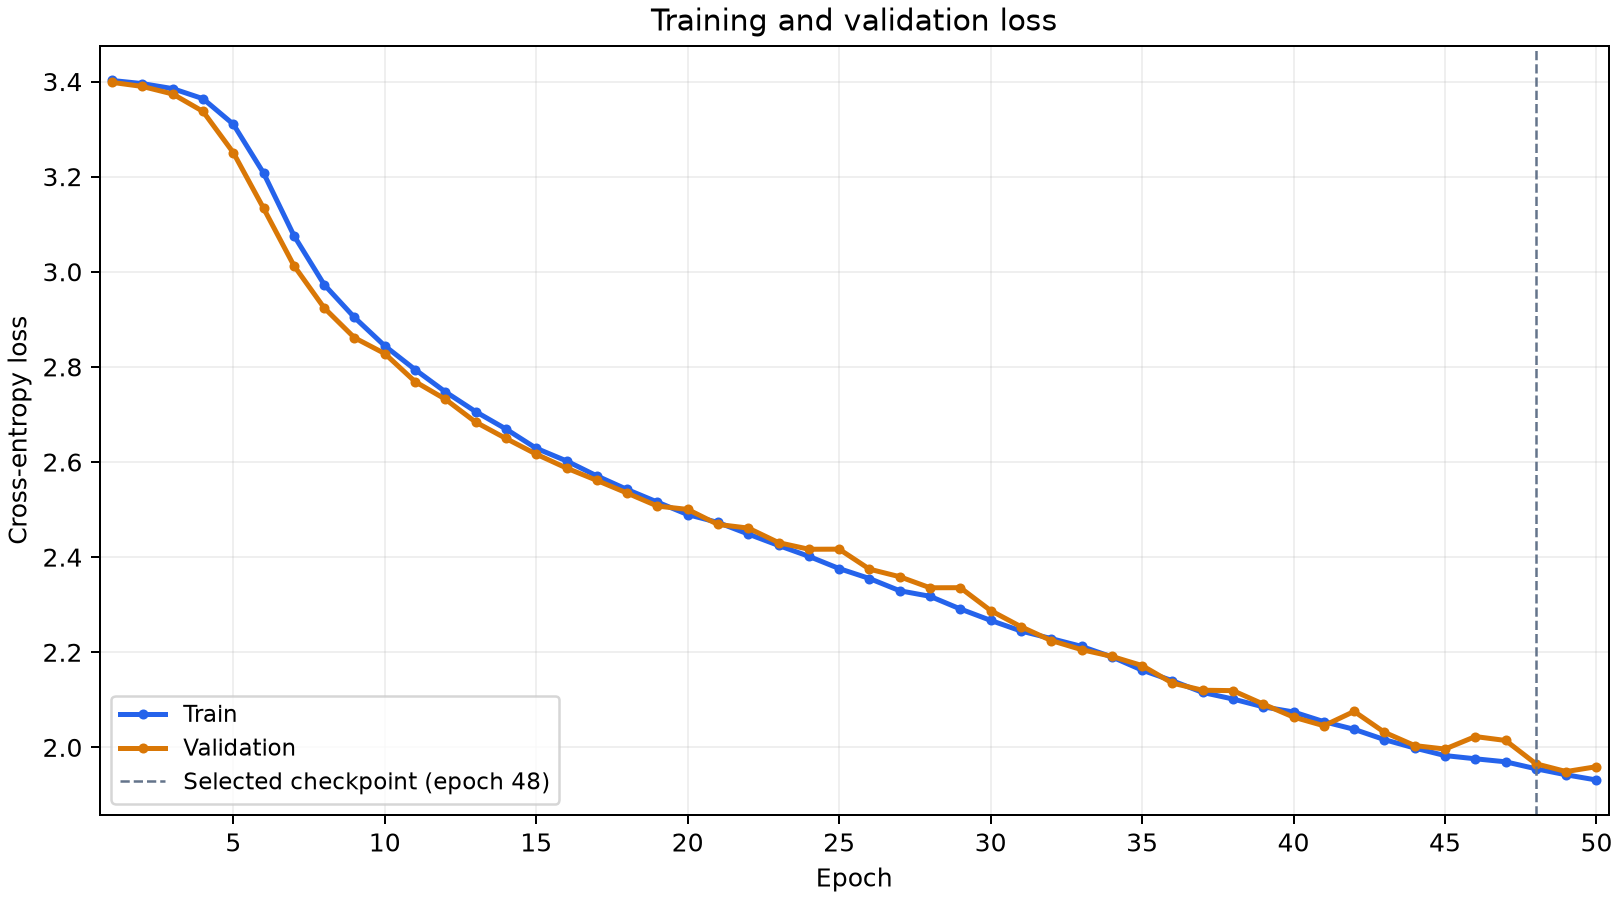 Training and validation loss
Cross-entropy loss
3.4
3.2
3.0
2.8
2.6
2.4
2.2
2.0
Train
Validation
Selected checkpoint (epoch 48)
5 10 15 20 25 30 35 40 45 50
Epoch